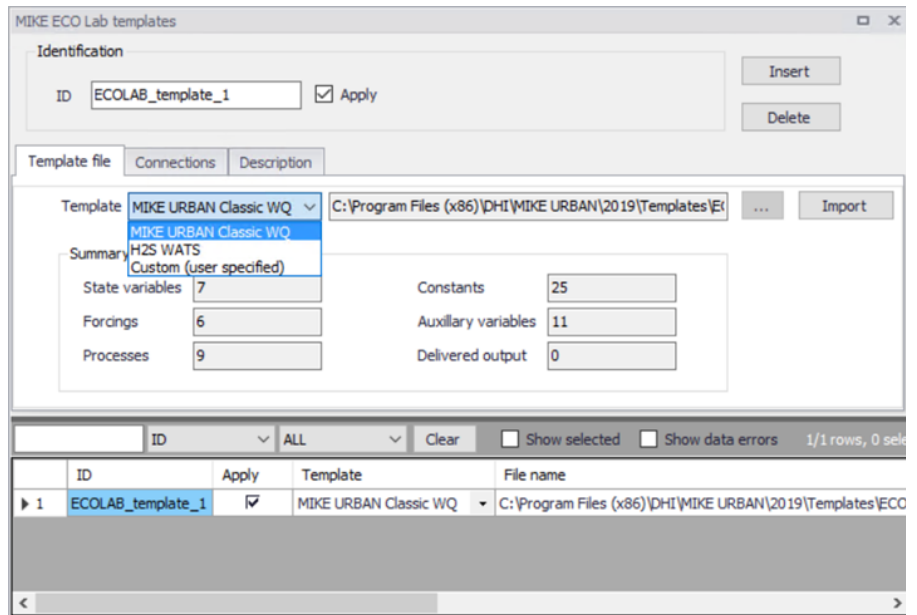 MIKE ECO Lab templates
Identification
ID ECOLAB_template_1 Apply
Insert
Delete
Template file Connections Description
Template MIKE URBAN Classic WQ C:\Program Files (x86)\DHI\MIKE URBAN\2019\Templates\EC ... Import
MIKE URBAN Classic WQ
H2S WATS
Custom (user specified)
Summary
State variables 7 Constants 25
Forcings 6 Auxillary variables 11
Processes 9 Delivered output 0
ID ALL Clear Show selected Show data errors 1/1 rows, 0 sele
ID Apply Template File name
1 ECOLAB_template_1 MIKE URBAN Classic WQ C:\Program Files (x86)\DHI\MIKE URBAN\2019\Templates\ECO